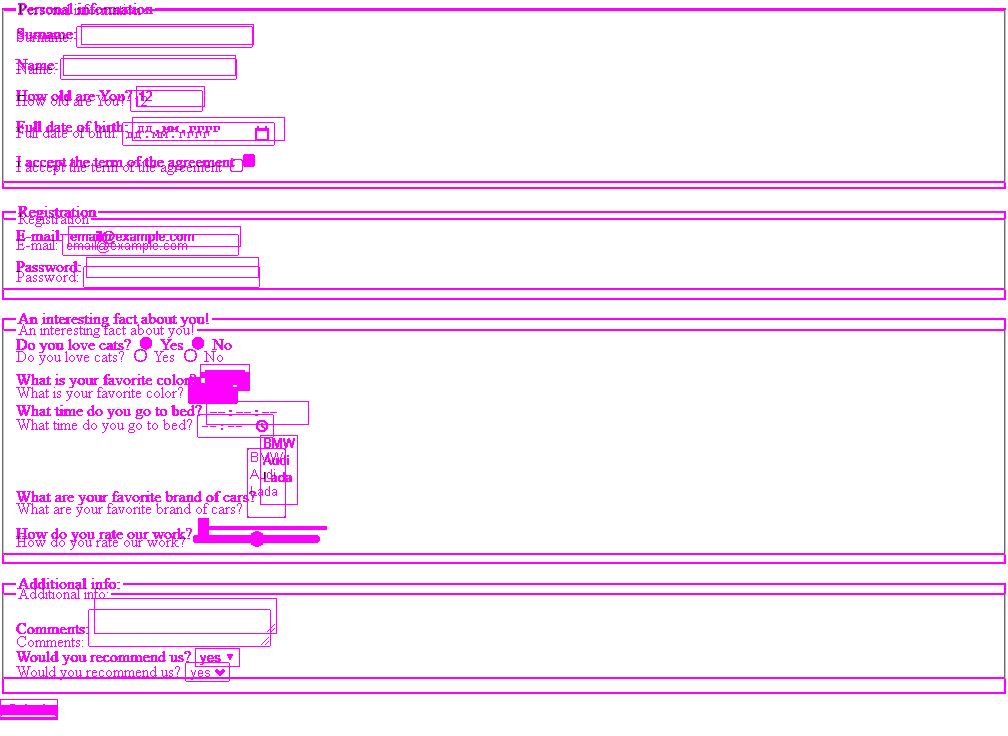 Personal information
Surname:
Name:
How old are You? 12
Full date of birth: дд.мм.гггг
I accept the term of the agreement
Registration
E-mail: email@example.com
Password:
An interesting fact about you!
Do you love cats? Yes No
What is your favorite color?
What time do you go to bed? --:--
BMW
Audi
Lada
What are your favorite brand of cars?
How do you rate our work?
Additional info:
Comments:
Would you recommend us? yes